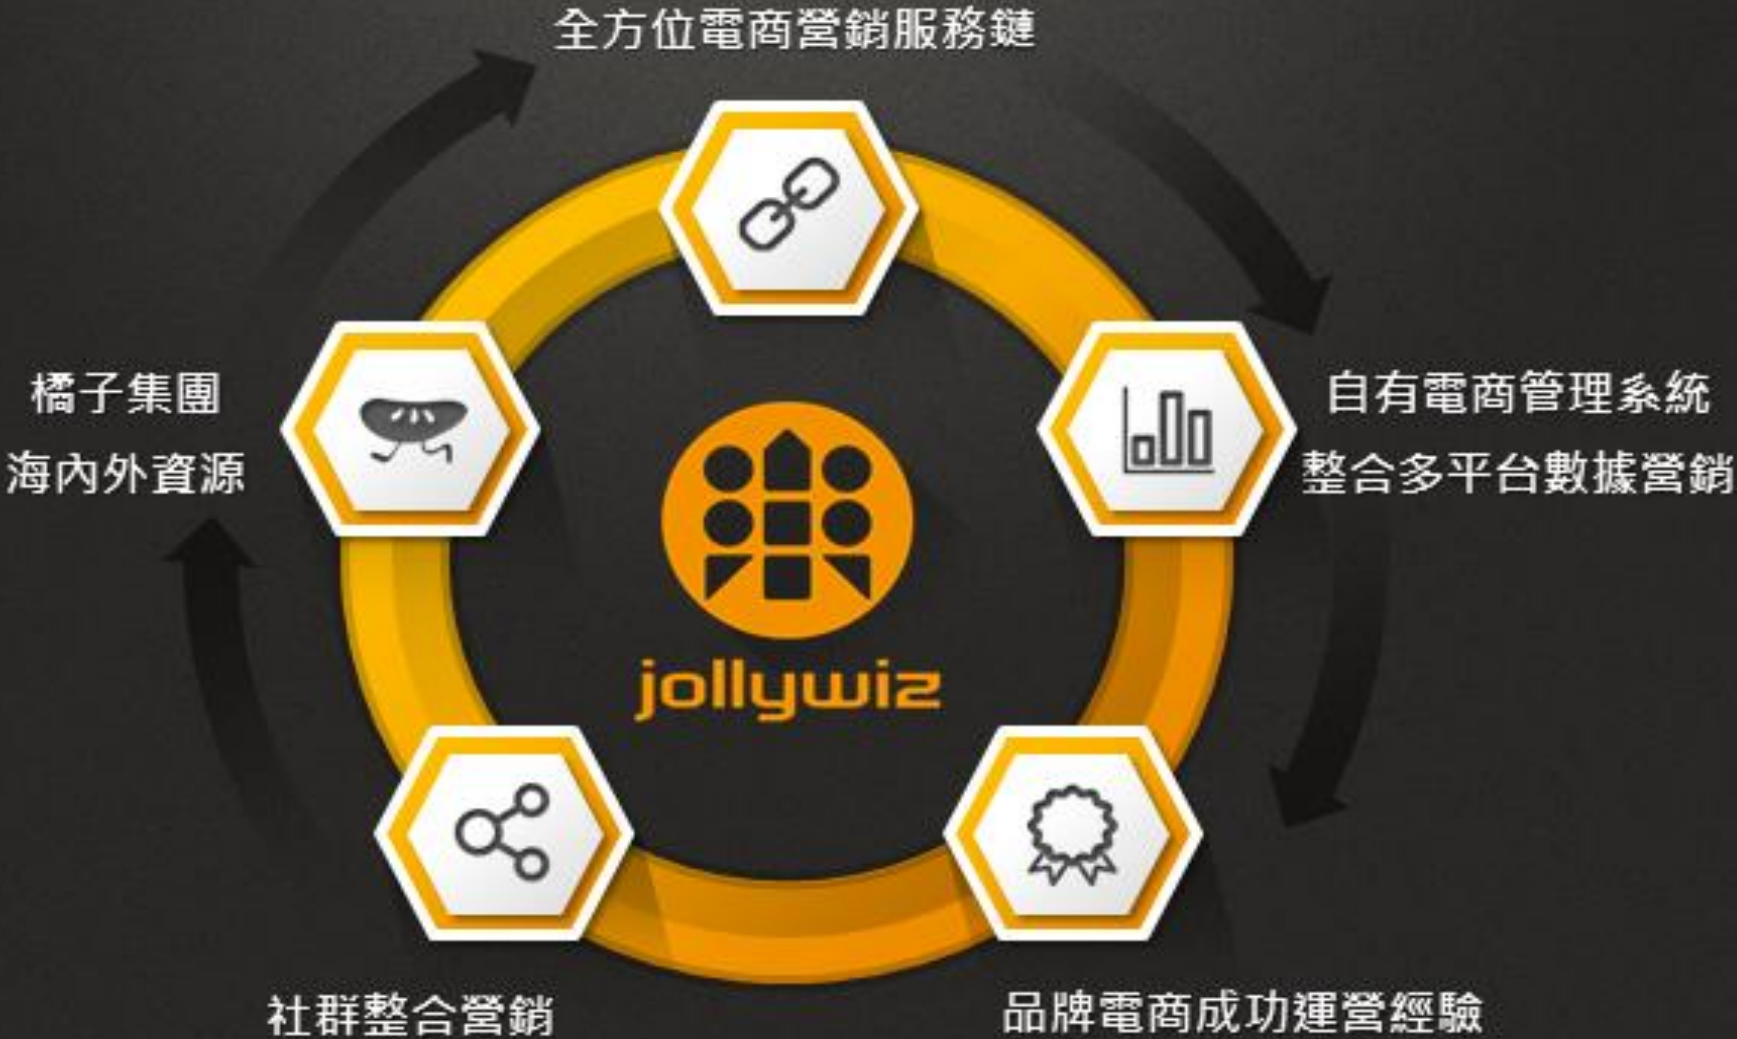 全方位電商營銷服務鏈
橘子集團
海內外資源
自有電商管理系統
整合多平台數據營銷
jollywiz
社群整合營銷
品牌電商成功運營經驗